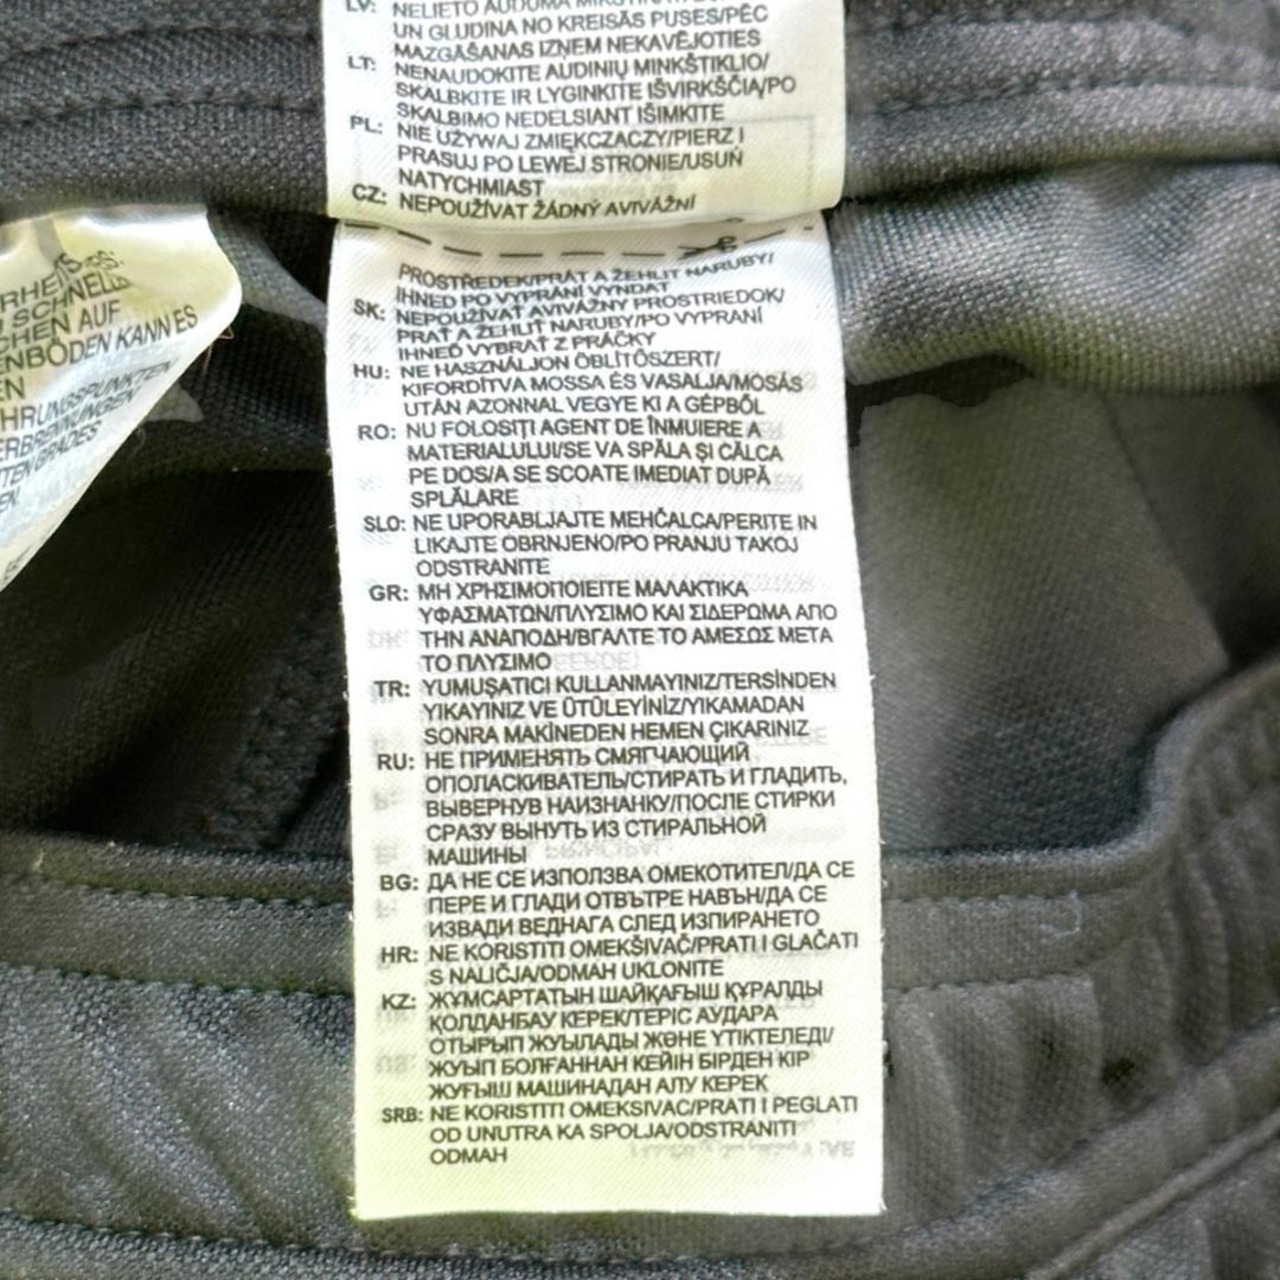 LV: NELIETO AUDUMA
UN GLUDINA NO KREISĀS PUSES/PĒC
MAZGĀŠANAS IZŅEM NEKAVĒJOTIES
LT: NENAUDOKITE AUDINIŲ MINKŠTIKLIO/
SKALBKITE IR LYGINKITE IŠVIRKŠČIĄ/PO
SKALBIMO NEDELSIANT IŠIMKITE
PL: NIE UŻYWAJ ZMIĘKCZACZY/PIERZ I
PRASUJ PO LEWEJ STRONIE/USUŃ
NATYCHMIAST
CZ: NEPOUŽÍVAT ŽÁDNÝ AVIVÁŽNÍ
PROSTŘEDEK/PRÁT A ŽEHLIT NARUBY/
IHNED PO VYPRÁNÍ VYNDAT
SK: NEPOUŽÍVAŤ AVIVÁŽNY PROSTRIEDOK/
PRAŤ A ŽEHLIŤ NARUBY/PO VYPRANÍ
IHNEĎ VYBRAŤ Z PRÁČKY
HU: NE HASZNÁLJON ÖBLÍTŐSZERT/
KIFORDÍTVA MOSSA ÉS VASALJA/MOSÁS
UTÁN AZONNAL VEGYE KI A GÉPBŐL
RO: NU FOLOSIŢI AGENT DE ÎNMUIERE A
MATERIALULUI/SE VA SPĂLA ŞI CĂLCA
PE DOS/A SE SCOATE IMEDIAT DUPĂ
SPĂLARE
SLO: NE UPORABLJAJTE MEHČALCA/PERITE IN
LIKAJTE OBRNJENO/PO PRANJU TAKOJ
ODSTRANITE
GR: ΜΗ ΧΡΗΣΙΜΟΠΟΙΕΙΤΕ ΜΑΛΑΚΤΙΚΑ
ΥΦΑΣΜΑΤΩΝ/ΠΛΥΣΙΜΟ ΚΑΙ ΣΙΔΕΡΩΜΑ ΑΠΟ
ΤΗΝ ΑΝΑΠΟΔΗ/ΒΓΑΛΤΕ ΤΟ ΑΜΕΣΩΣ ΜΕΤΑ
ΤΟ ΠΛΥΣΙΜΟ
TR: YUMUŞATICI KULLANMAYINIZ/TERSİNDEN
YIKAYINIZ VE ÜTÜLEYİNİZ/YIKAMADAN
SONRA MAKİNEDEN HEMEN ÇIKARINIZ
RU: НЕ ПРИМЕНЯТЬ СМЯГЧАЮЩИЙ
ОПОЛАСКИВАТЕЛЬ/СТИРАТЬ И ГЛАДИТЬ,
ВЫВЕРНУВ НАИЗНАНКУ/ПОСЛЕ СТИРКИ
СРАЗУ ВЫНУТЬ ИЗ СТИРАЛЬНОЙ
МАШИНЫ
BG: ДА НЕ СЕ ИЗПОЛЗВА ОМЕКОТИТЕЛ/ДА СЕ
ПЕРЕ И ГЛАДИ ОТВЪТРЕ НАВЪН/ДА СЕ
ИЗВАДИ ВЕДНАГА СЛЕД ИЗПИРАНЕТО
HR: NE KORISTITI OMEKŠIVAČ/PRATI I GLAČATI
S NALIČJA/ODMAH UKLONITE
KZ: ЖҰМСАРТАТЫН ШАЙҚАҒЫШ ҚҰРАЛДЫ
ҚОЛДАНБАУ КЕРЕК/ТЕРІС АУДАРА
ОТЫРЫП ЖУЫЛАДЫ ЖӘНЕ ҮТІКТЕЛЕДІ/
ЖУЫП БОЛҒАННАН КЕЙІН БІРДЕН КІР
ЖУҒЫШ МАШИНАДАН АЛУ КЕРЕК
SRB: NE KORISTITI OMEKSIVAC/PRATI I PEGLATI
OD UNUTRA KA SPOLJA/ODSTRANITI
ODMAH
SCHNELL
CHEN AUF
ENBÖDEN KANN ES
EN
HRUNGSPUNKTEN
ERBRENNUNGEN
TTEN GRADES